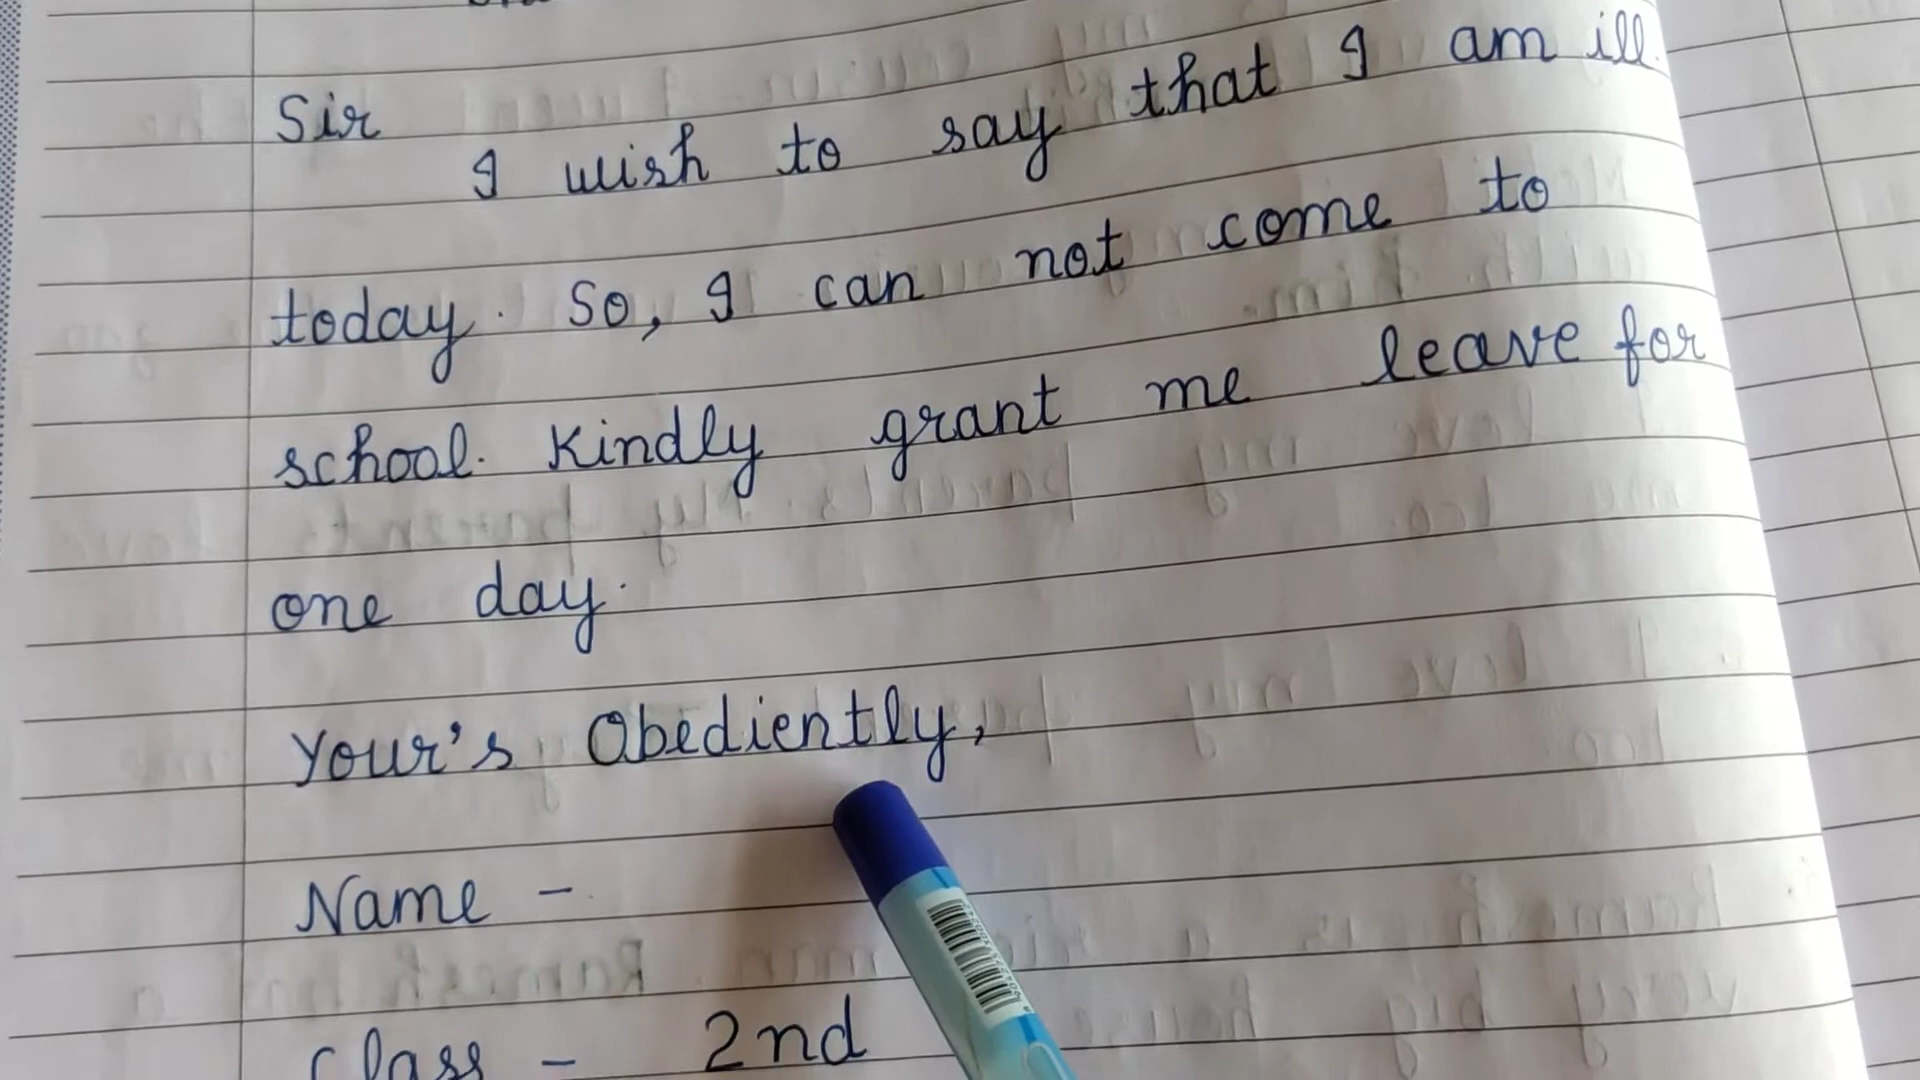 Sir
I wish to say that I am ill
today. So, I can not come to
school. Kindly grant me leave for
one day.
Your's Obediently,
Name -
Class - 2nd